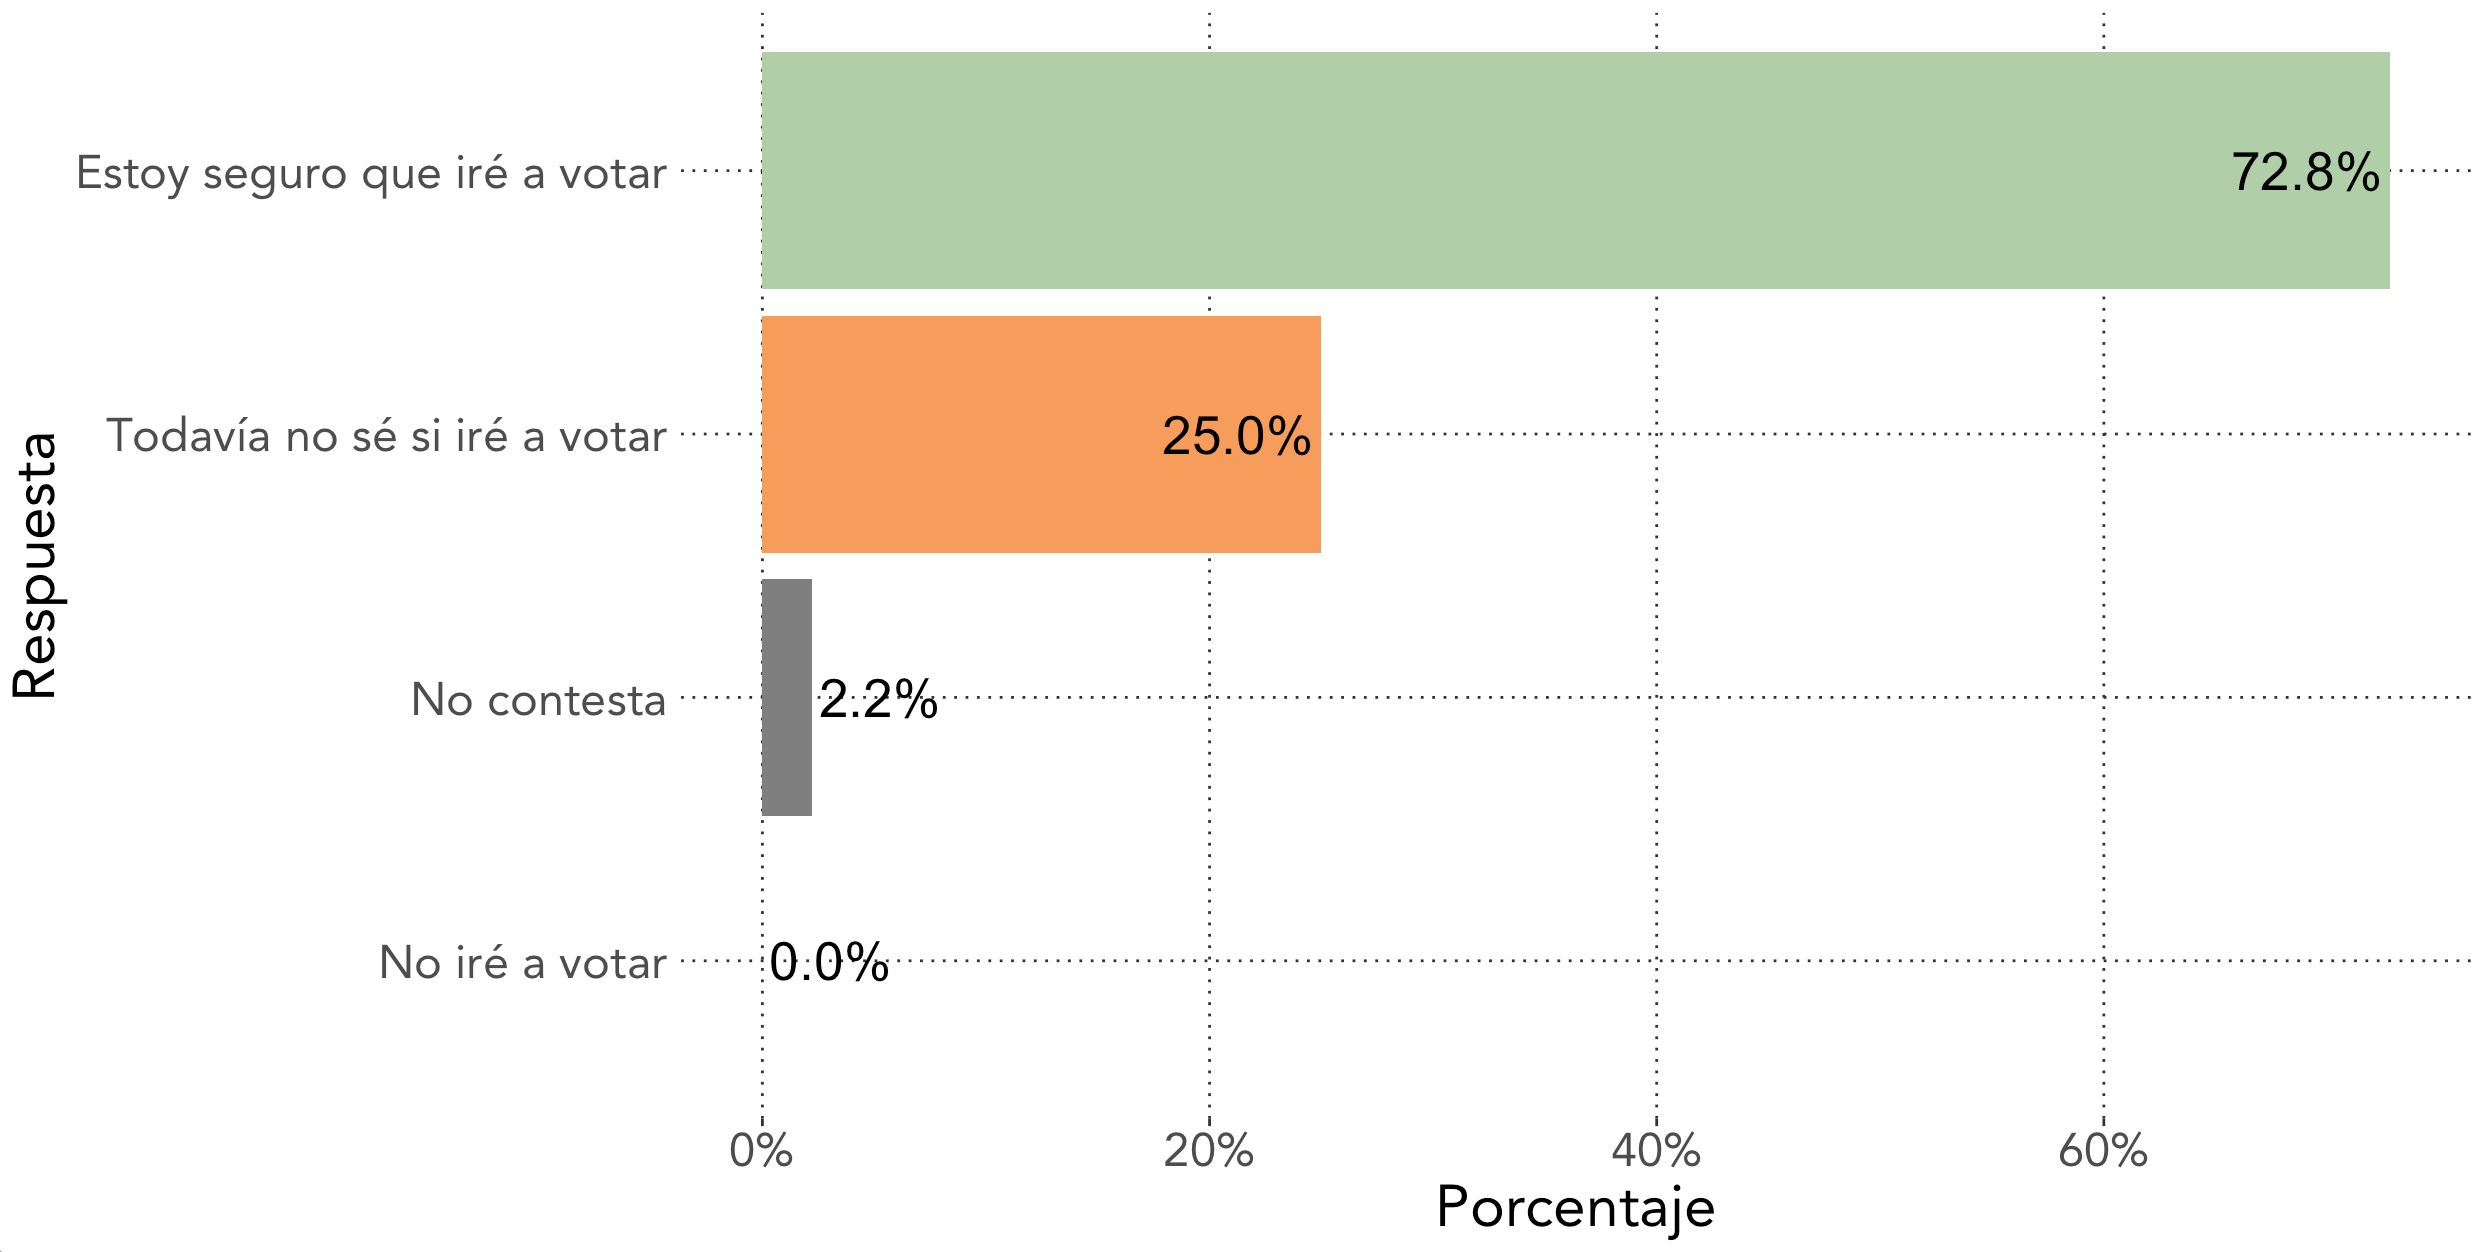 Estoy seguro que iré a votar
72.8%
Todavía no sé si iré a votar
25.0%
No contesta
2.2%
No iré a votar
0.0%
Respuesta
0%
20%
40%
60%
Porcentaje